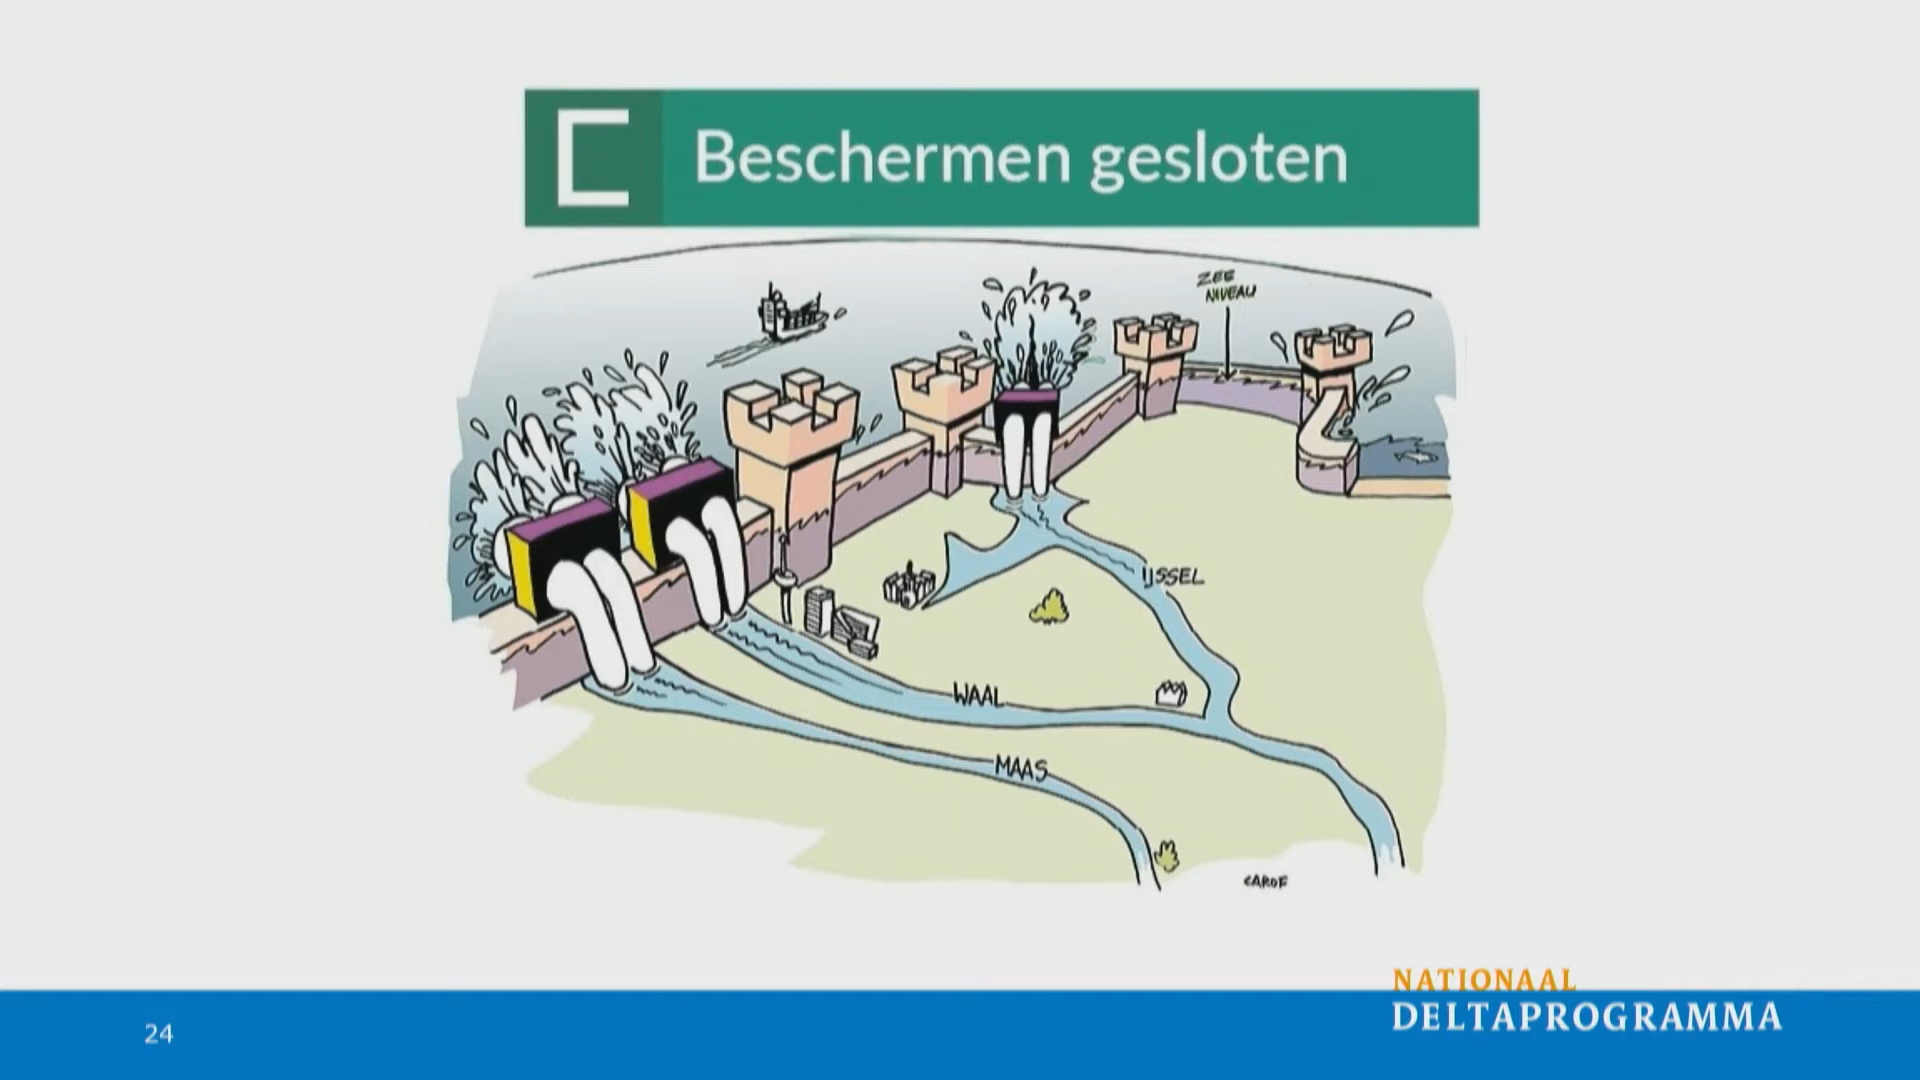 Beschermen gesloten
ZEE
NIVEAU
IJSSEL
WAAL
MAAS
CAROF
NATIONAAL
DELTAPROGRAMMA
24